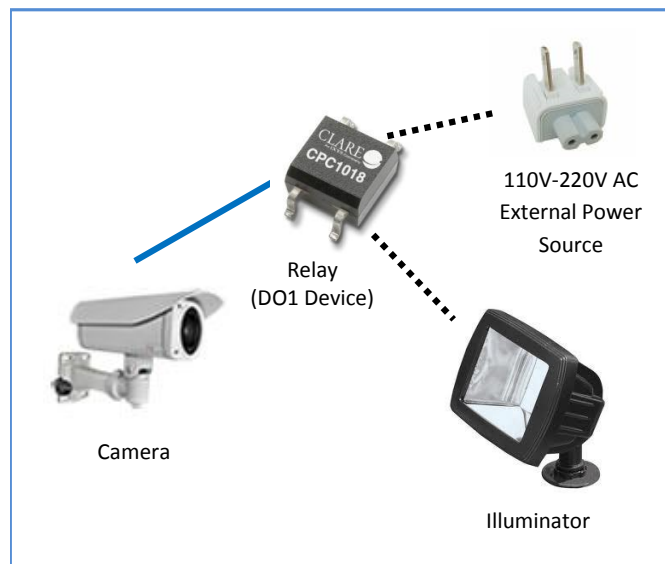 CLARE
CPC1018
110V-220V AC
External Power
Source
Relay
(DO1 Device)
Camera
Illuminator